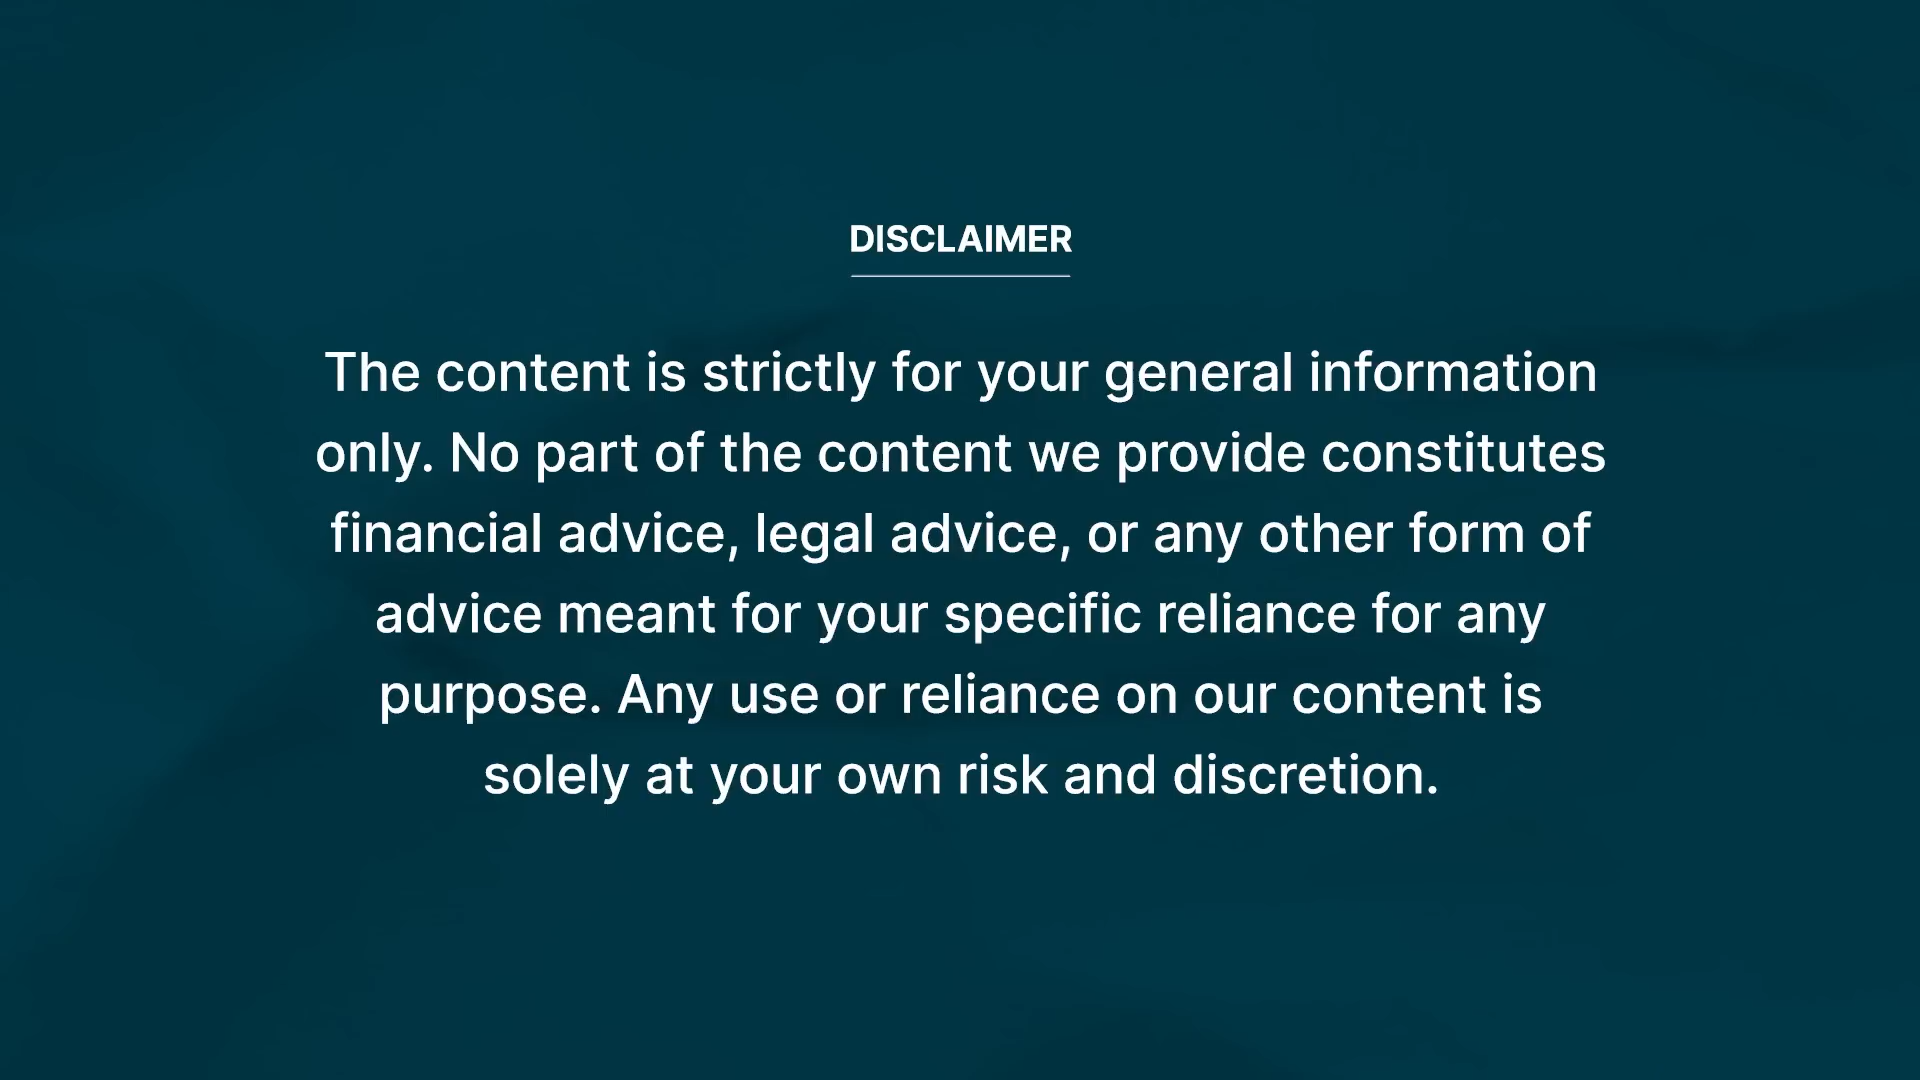 DISCLAIMER
The content is strictly for your general information
only. No part of the content we provide constitutes
financial advice, legal advice, or any other form of
advice meant for your specific reliance for any
purpose. Any use or reliance on our content is
solely at your own risk and discretion.